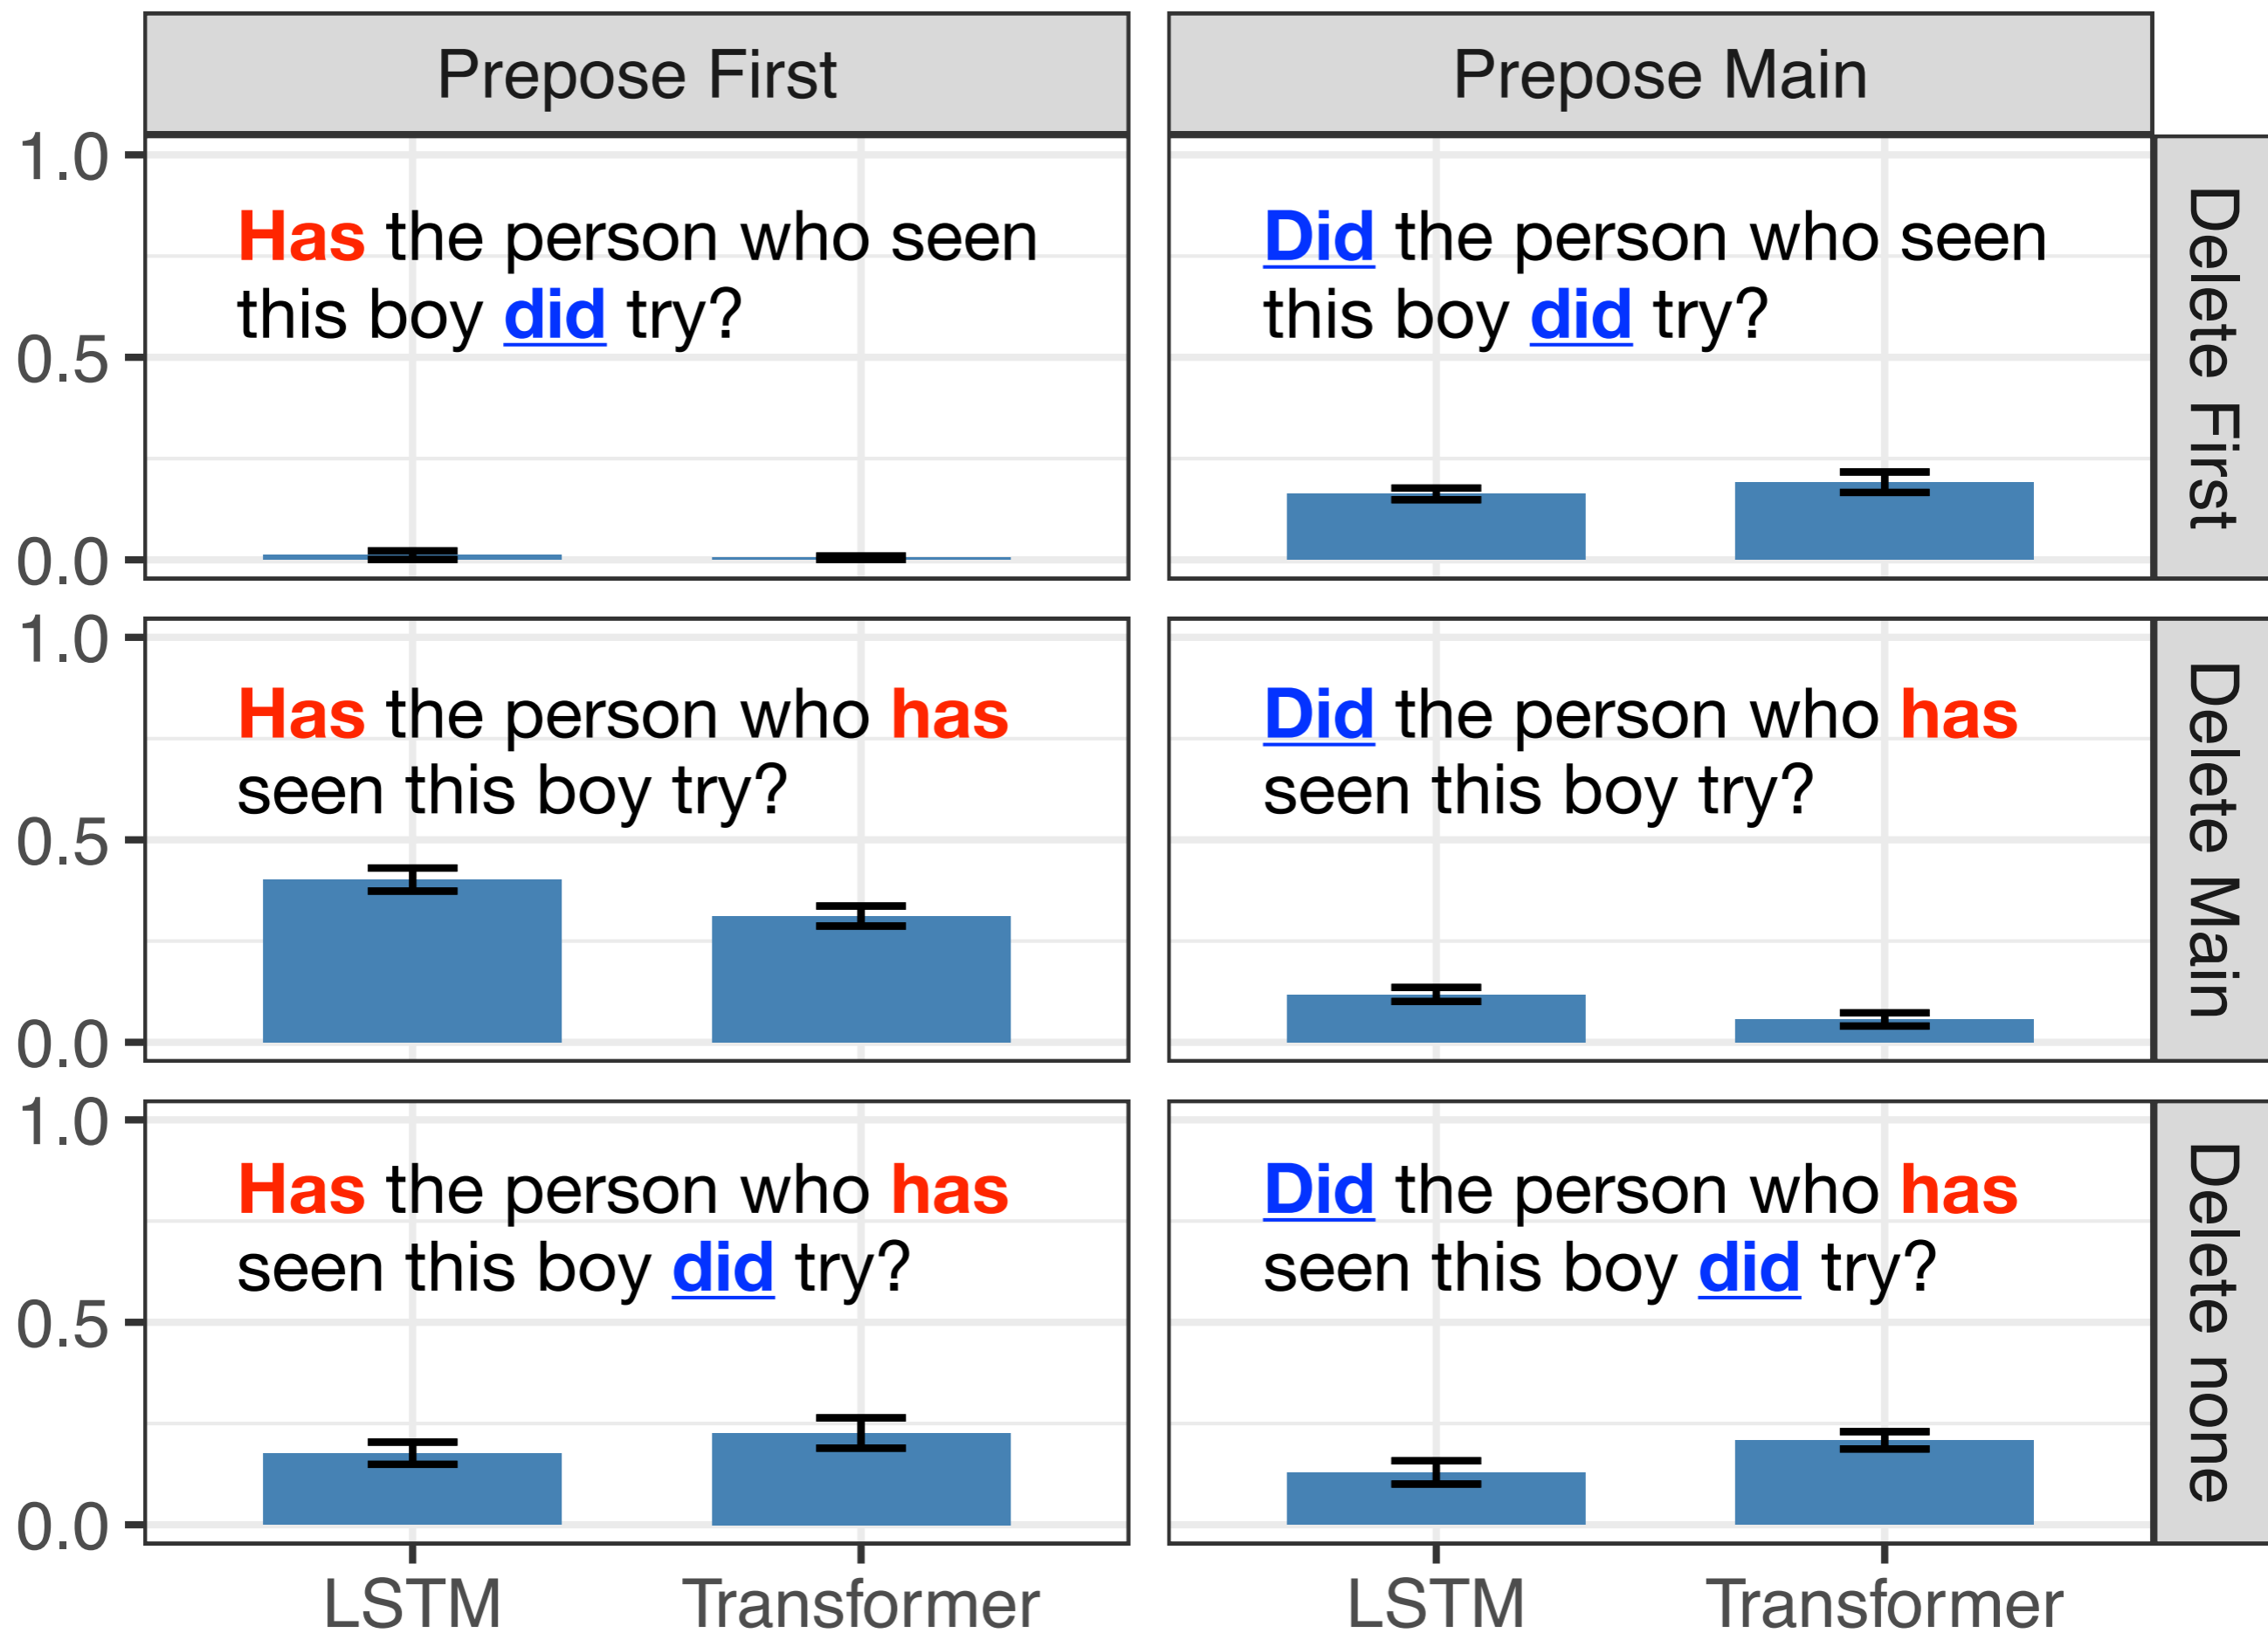 Prepose First
Prepose Main
1.0
0.5
0.0
Has the person who seen
this boy did try?
Did the person who seen
this boy did try?
Delete First
1.0
0.5
0.0
Has the person who has
seen this boy try?
Did the person who has
seen this boy try?
Delete Main
1.0
0.5
0.0
Has the person who has
seen this boy did try?
Did the person who has
seen this boy did try?
Delete none
LSTM
Transformer
LSTM
Transformer